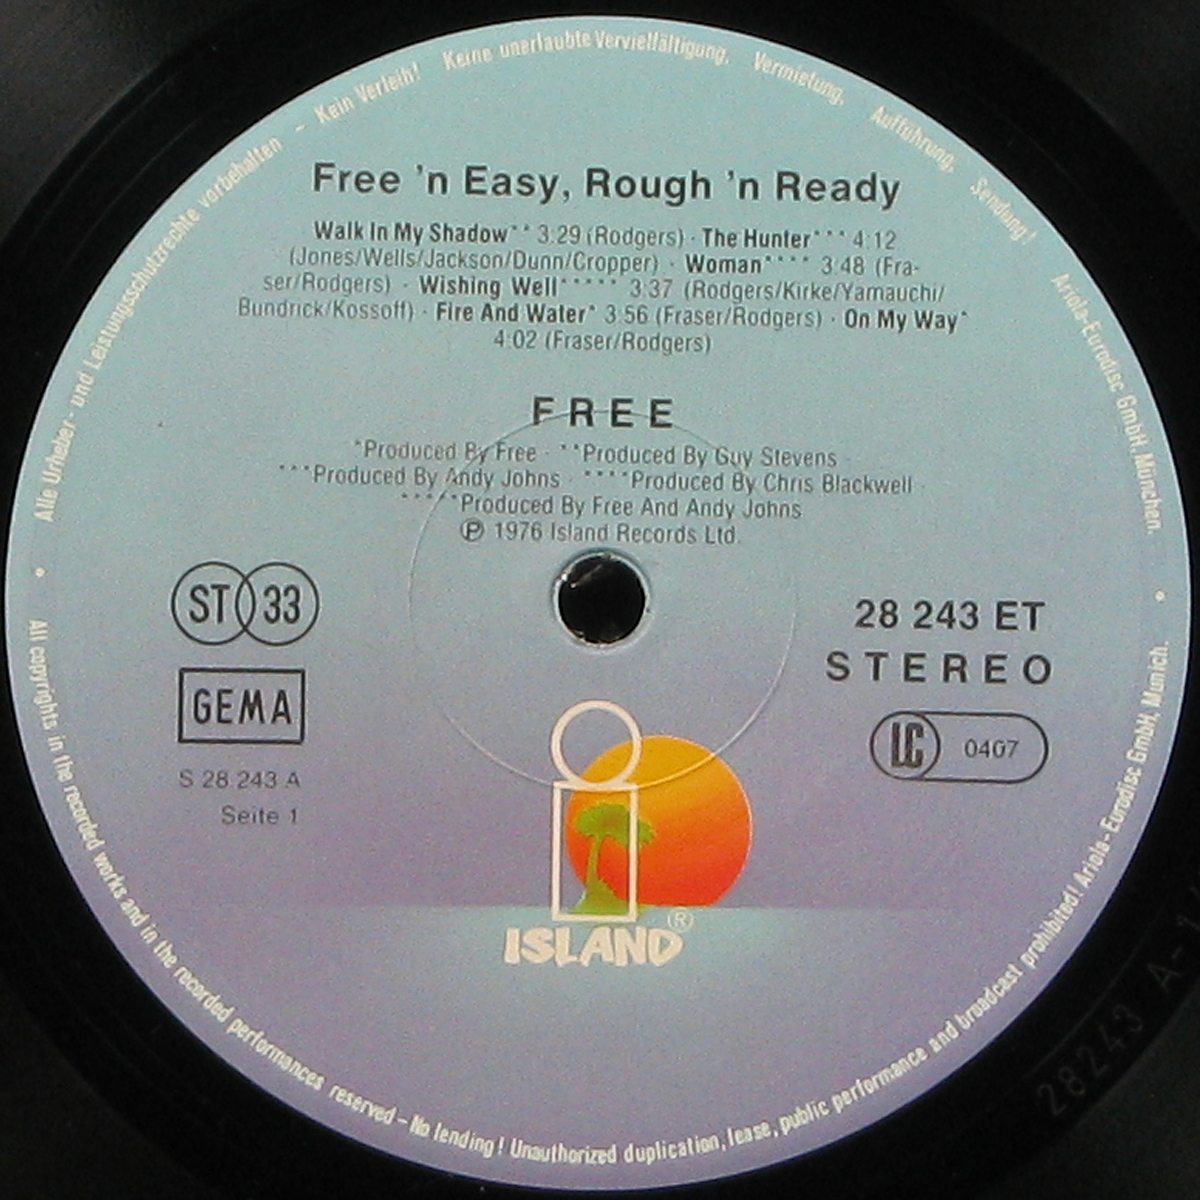 Alle Urheber- und Leistungsschutzrechte vorbehalten – Kein Verleih! Keine unerlaubte Vervielfältigung, Vermietung, Aufführung, Sendung! Ariola-Eurodisc GmbH, München.
Free 'n Easy, Rough 'n Ready
Walk In My Shadow** 3:29 (Rodgers) · The Hunter*** 4:12
(Jones/Wells/Jackson/Dunn/Cropper) · Woman**** 3:48 (Fra-
ser/Rodgers) · Wishing Well***** 3:37 (Rodgers/Kirke/Yamauchi/
Bundrick/Kossoff) · Fire And Water* 3:56 (Fraser/Rodgers) · On My Way*
4:02 (Fraser/Rodgers)
FREE
*Produced By Free · **Produced By Guy Stevens ·
***Produced By Andy Johns · ****Produced By Chris Blackwell ·
*****Produced By Free And Andy Johns
℗ 1976 Island Records Ltd.
ST 33
GEMA
S 28 243 A
Seite 1
28 243 ET
STEREO
LC 0407
i
ISLAND®
All copyrights in the recorded works and in the recorded performances reserved – No lending! Unauthorized duplication, lease, public performance and broadcast prohibited! Ariola-Eurodisc GmbH, Munich.
28243 A-